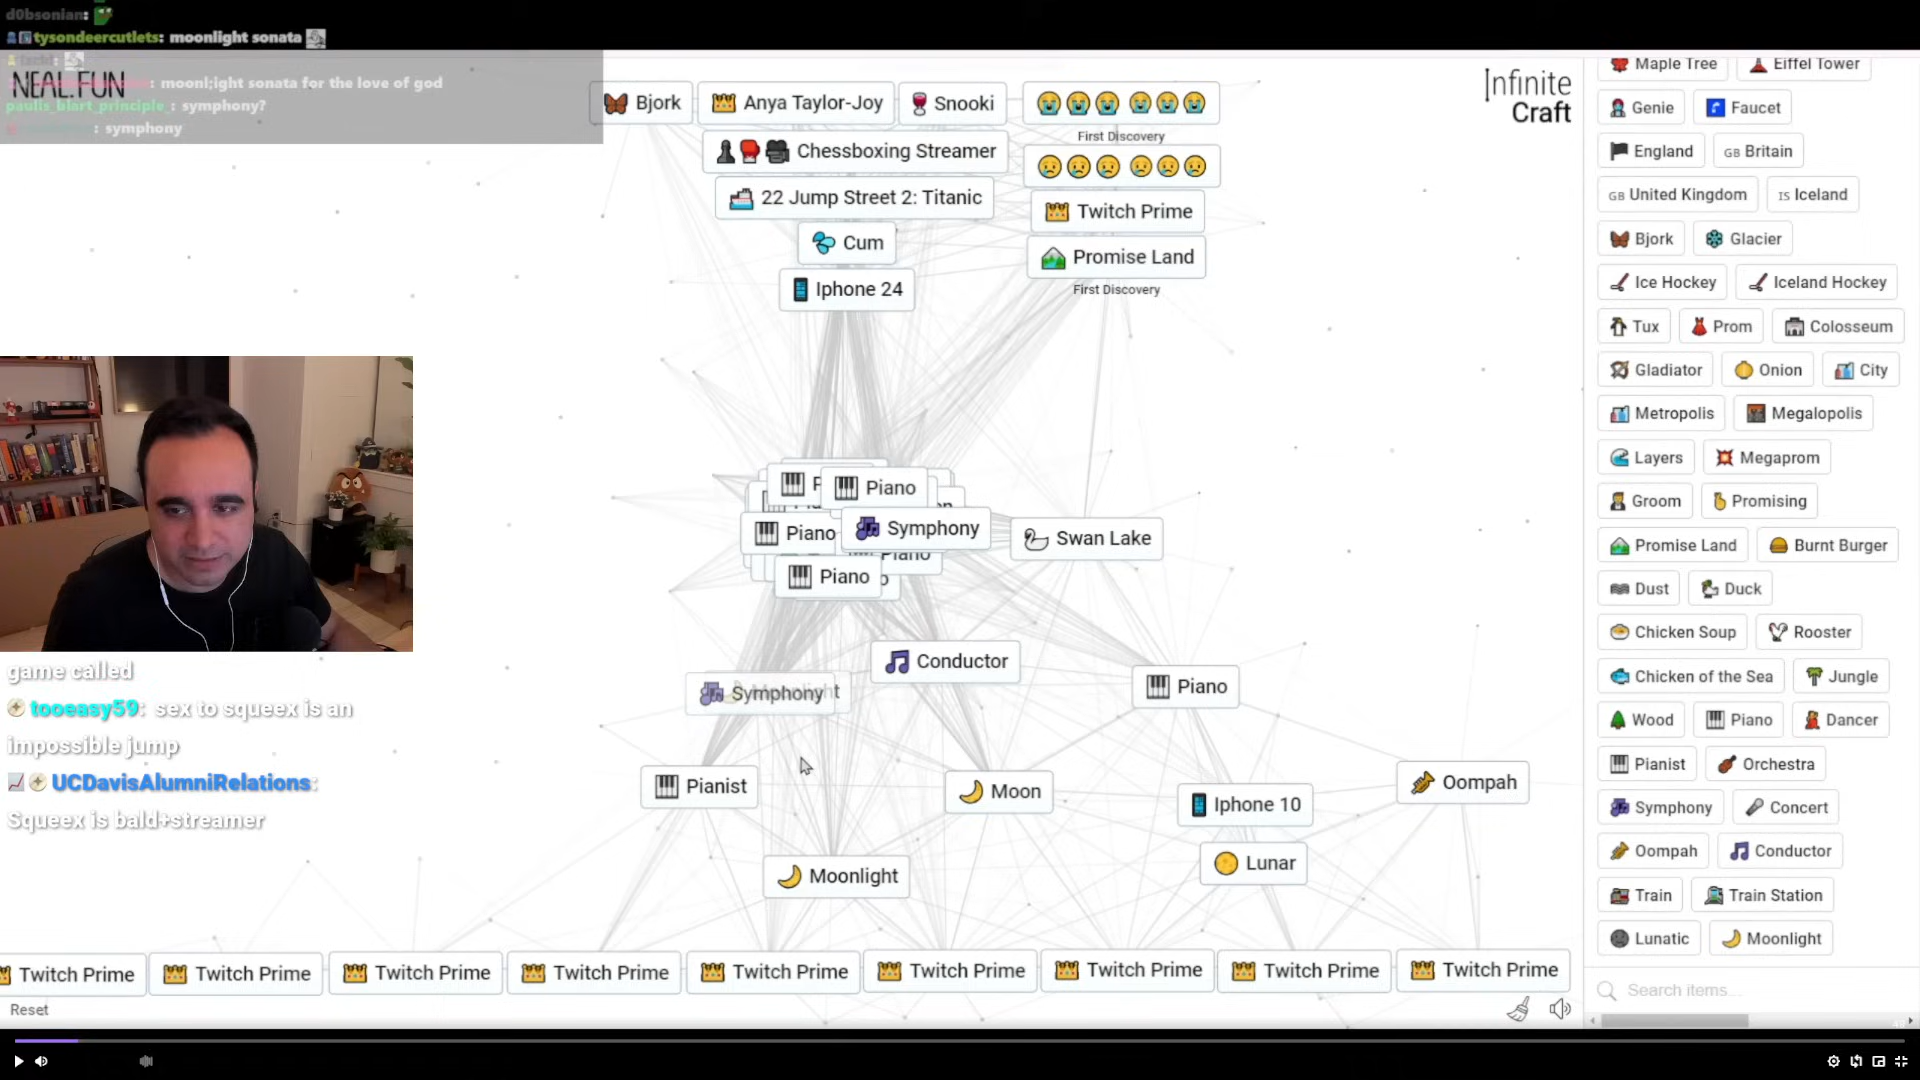 d0bsonian:
tysondeercutlets: moonlight sonata
NEAL.FUN
: moonl;ight sonata for the love of god
paulis_blart_principle_: symphony?
: symphony
Infinite
Craft
Bjork
Anya Taylor-Joy
Snooki
😭😭😭 😭😭😭
First Discovery
Chessboxing Streamer
😢😢😢 😢😢😢
22 Jump Street 2: Titanic
Twitch Prime
Cum
Promise Land
First Discovery
Iphone 24
Piano
Piano
Symphony
Swan Lake
Piano
Piano
Conductor
Symphony
Piano
Pianist
Moon
Iphone 10
Oompah
Lunar
Moonlight
Twitch Prime
Twitch Prime
Twitch Prime
Twitch Prime
Twitch Prime
Twitch Prime
Twitch Prime
Twitch Prime
Twitch Prime
Reset
game called
tooeasy59: sex to squeex is an
impossible jump
UCDavisAlumniRelations:
Squeex is bald+streamer
Maple Tree
Eiffel Tower
Genie
Faucet
England
GB Britain
GB United Kingdom
IS Iceland
Bjork
Glacier
Ice Hockey
Iceland Hockey
Tux
Prom
Colosseum
Gladiator
Onion
City
Metropolis
Megalopolis
Layers
Megaprom
Groom
Promising
Promise Land
Burnt Burger
Dust
Duck
Chicken Soup
Rooster
Chicken of the Sea
Jungle
Wood
Piano
Dancer
Pianist
Orchestra
Symphony
Concert
Oompah
Conductor
Train
Train Station
Lunatic
Moonlight
Search items...